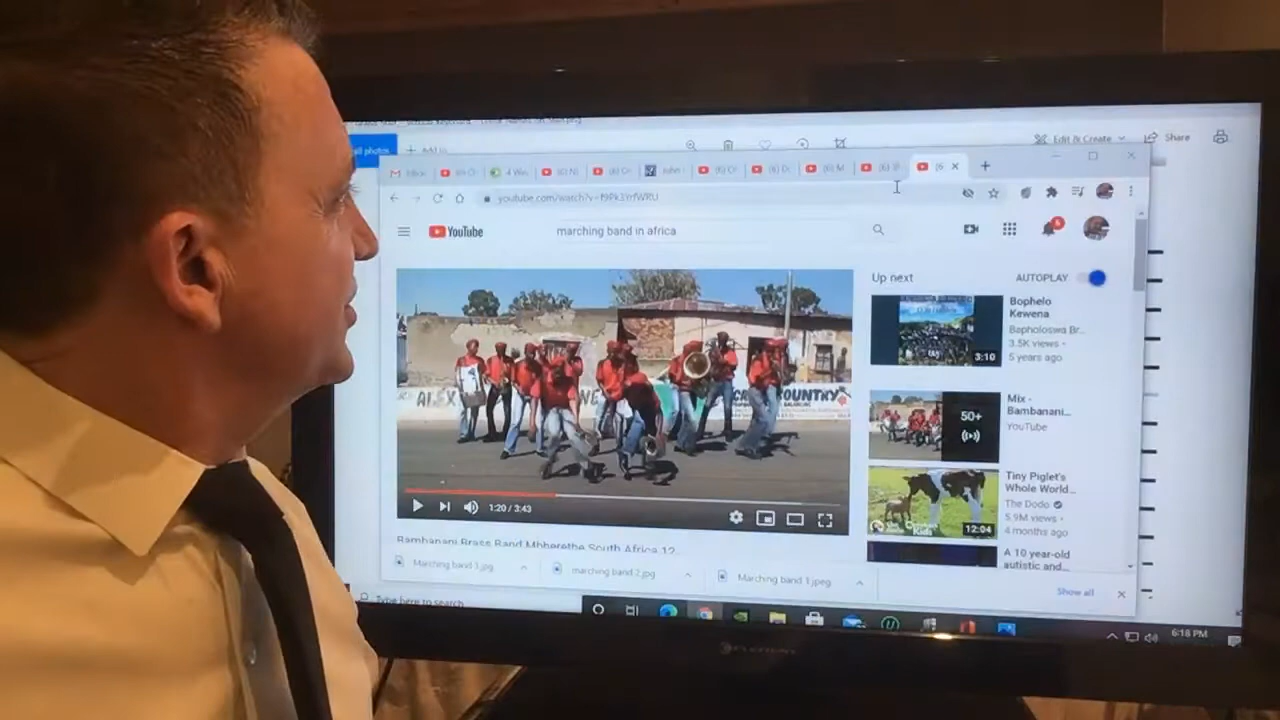 all photos
Edit & Create
Share
youtube.com/watch?v=
YouTube
marching band in africa
6
Up next
AUTOPLAY
Bophelo
Kewena
Bapholoswa Br...
3.5K views •
5 years ago
3:10
Mix -
Bambanani...
YouTube
50+
Tiny Piglet's
Whole World...
The Dodo
5.9M views •
4 months ago
12:04
A 10 year-old
autistic and...
ALEX
COUNTRY
1:20 / 3:43
Bambanani Brass Band Mbherethe South Africa 12
Marching band 3.jpg
marching band 2.jpg
Marching band 1.jpeg
Show all
Type here to search
6:18 PM
ELEMENT